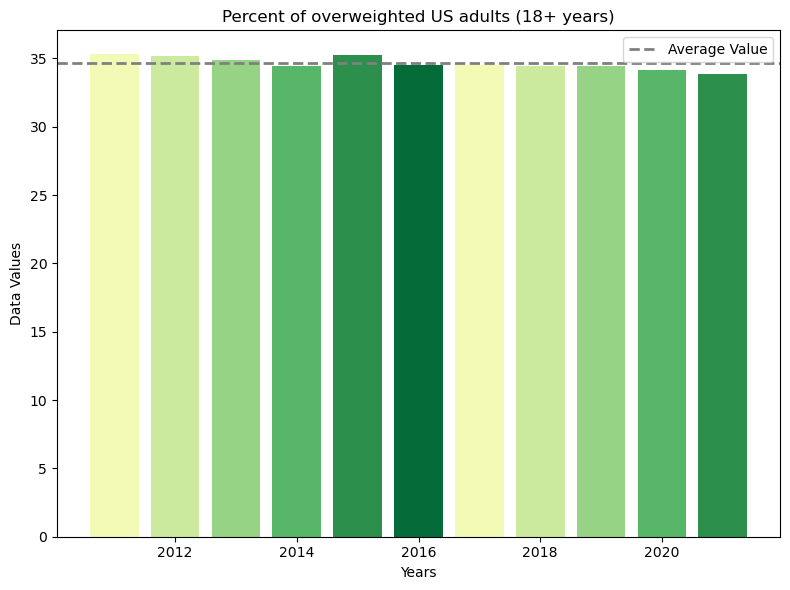 Percent of overweighted US adults (18+ years)
Average Value
35
30
25
20
15
10
5
0
Data Values
2012 2014 2016 2018 2020
Years